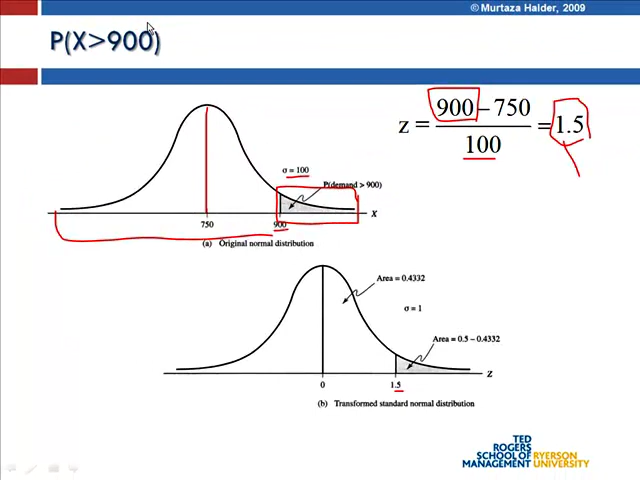 © Murtaza Haider, 2009
P(X>900)
z = 900 – 750 / 100 = 1.5
σ = 100
P(demand > 900)
750
900
X
(a) Original normal distribution
Area = 0.4332
σ = 1
Area = 0.5 – 0.4332
0
1.5
Z
(b) Transformed standard normal distribution
TED
ROGERS
SCHOOL OF RYERSON
MANAGEMENT UNIVERSITY